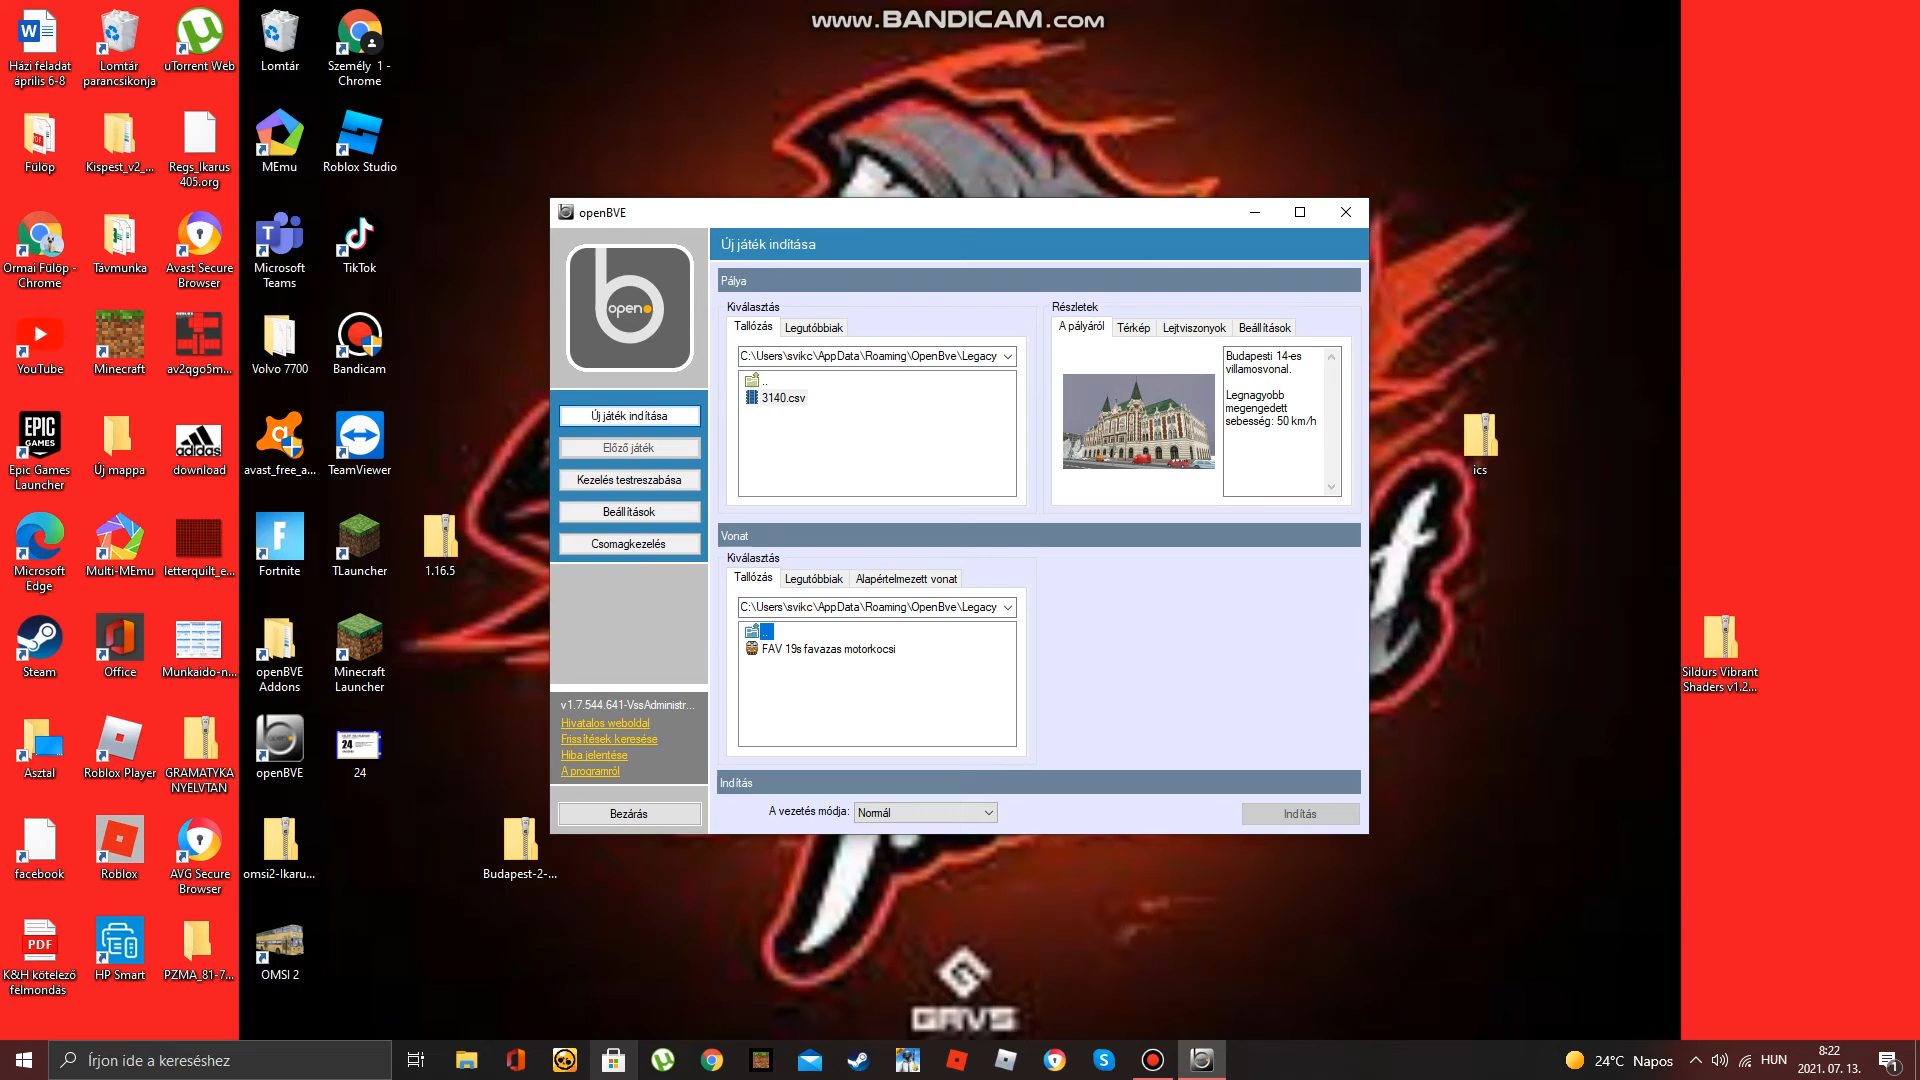 www.BANDICAM.com
Házi feladat
április 6-8
Lomtár
parancsikonja
uTorrent Web
Lomtár
Személy 1 -
Chrome
Fülöp
Kispest_v2_...
Regs_Ikarus
405.org
MEmu
Roblox Studio
Ormai Fülöp -
Chrome
Távmunka
Avast Secure
Browser
Microsoft
Teams
TikTok
YouTube
Minecraft
av2qgo5m...
Volvo 7700
Bandicam
Epic Games
Launcher
Új mappa
download
avast_free_a...
TeamViewer
Microsoft
Edge
Multi-MEmu
letterquilt_e...
Fortnite
TLauncher
1.16.5
Steam
Office
Munkaido-n...
openBVE
Addons
Minecraft
Launcher
Asztal
Roblox Player
GRAMATYKA
NYELVTAN
openBVE
24
facebook
Roblox
AVG Secure
Browser
omsi2-Ikaru...
Budapest-2-...
K&H kötelező
felmondás
HP Smart
PZMA_81-7...
OMSI 2
ics
Sildurs Vibrant
Shaders v1.2...
openBVE
open
Új játék indítása
Előző játék
Kezelés testreszabása
Beállítások
Csomagkezelés
v1.7.544.641-VssAdministr...
Hivatalos weboldal
Frissítések keresése
Hiba jelentése
A programról
Bezárás
Új játék indítása
Pálya
Kiválasztás
Tallózás
Legutóbbiak
C:\Users\svikc\AppData\Roaming\OpenBve\Legacy
..
3140.csv
Részletek
A pályáról
Térkép
Lejtviszonyok
Beállítások
Budapesti 14-es
villamosvonal.
Legnagyobb
megengedett
sebesség: 50 km/h
Vonat
Kiválasztás
Tallózás
Legutóbbiak
Alapértelmezett vonat
C:\Users\svikc\AppData\Roaming\OpenBve\Legacy
..
FAV 19s favazas motorkocsi
Indítás
A vezetés módja:
Normál
Indítás
GAVS
Írjon ide a kereséshez
24°C Napos
HUN
8:22
2021. 07. 13.
1